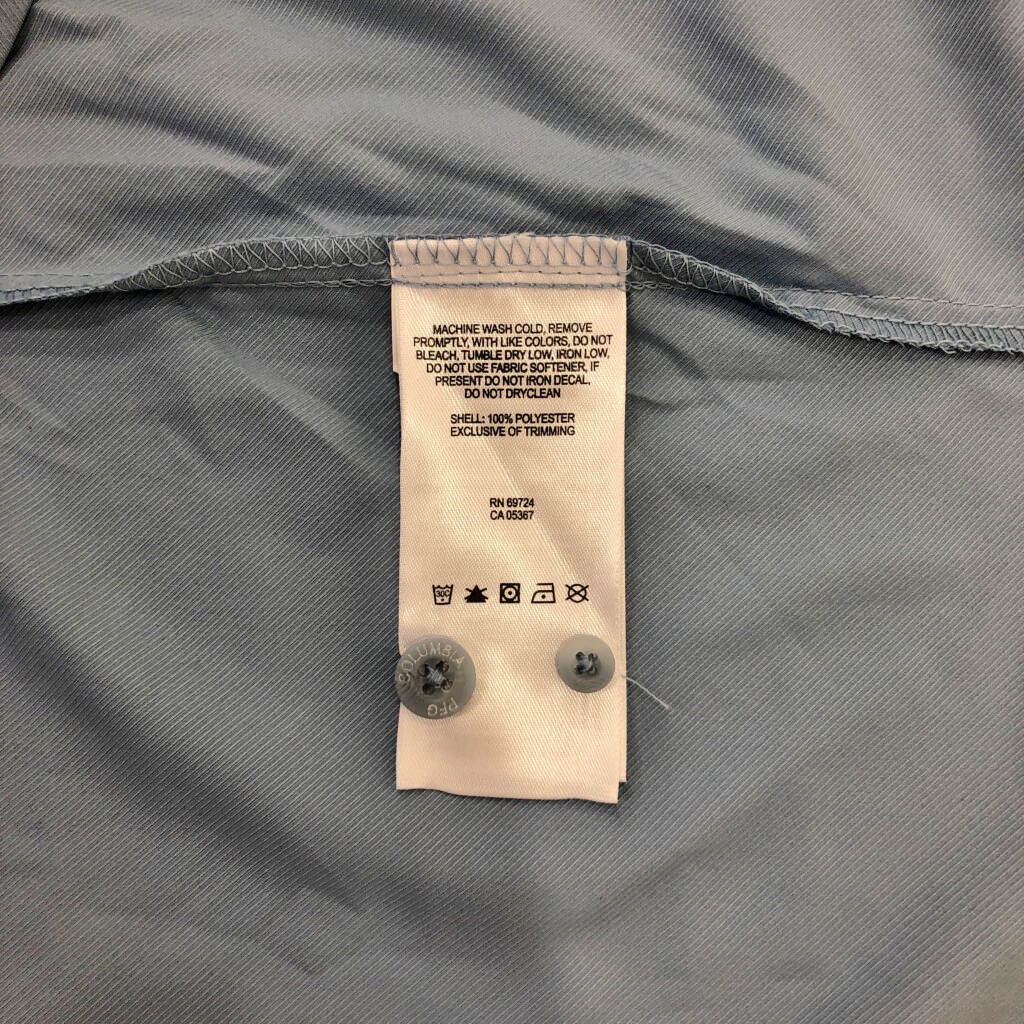 MACHINE WASH COLD, REMOVE
PROMPTLY, WITH LIKE COLORS, DO NOT
BLEACH, TUMBLE DRY LOW, IRON LOW,
DO NOT USE FABRIC SOFTENER, IF
PRESENT DO NOT IRON DECAL,
DO NOT DRYCLEAN
SHELL: 100% POLYESTER
EXCLUSIVE OF TRIMMING
RN 69724
CA 05367
30C
COLUMBIA
PFG